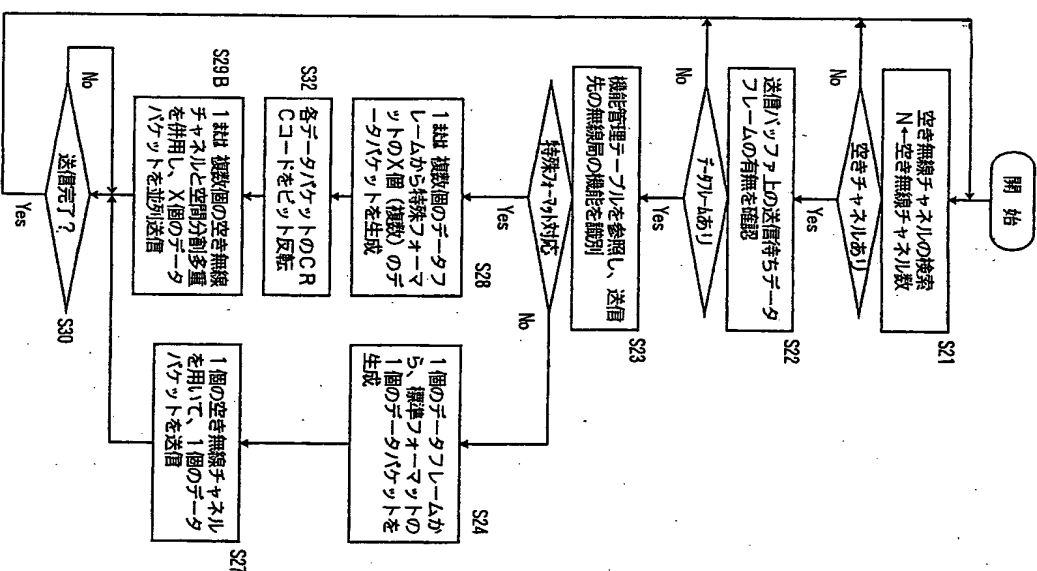 開 始
空き無線チャネルの検索
N←空き無線チャネル数
S21
空きチャネルあり
No
Yes
送信バッファ上の送信待ちデータ
フレームの有無を確認
S22
データフレームあり
No
Yes
機能管理テーブルを参照し、送信
先の無線局の機能を識別
S23
特殊フォーマット対応
No
Yes
1または複数個のデータフ
レームから特殊フォーマ
ットのX個(複数)のデ
ータパケットを生成
S28
1個のデータフレームか
ら、標準フォーマットの
1個のデータパケットを
生成
S24
S32
各データパケットのCR
Cコードをビット反転
S29B
1または複数個の空き無線
チャネルと空間分割多重
を併用し、X個のデータ
パケットを並列送信
1個の空き無線チャネル
を用いて、1個のデータ
パケットを送信
S27
No
送信完了?
S30
Yes